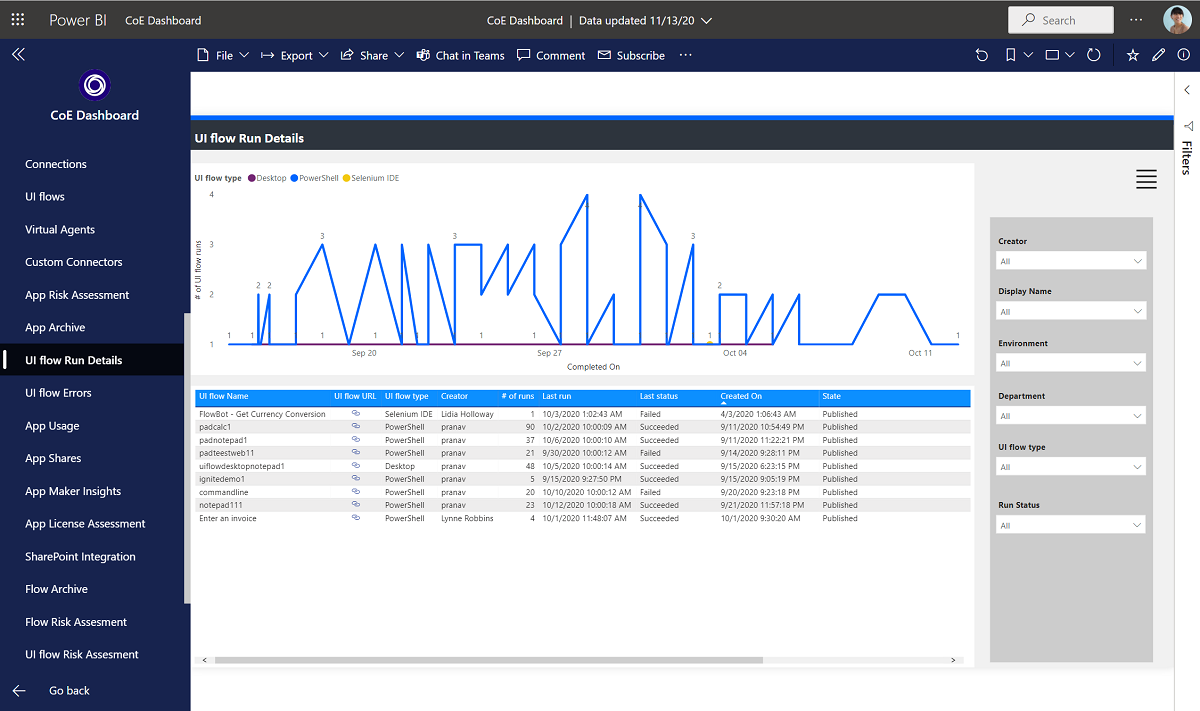 Power BI CoE Dashboard CoE Dashboard | Data updated 11/13/20 Search
File Export Share Chat in Teams Comment Subscribe
CoE Dashboard
Connections
UI flows
Virtual Agents
Custom Connectors
App Risk Assessment
App Archive
UI flow Run Details
UI flow Errors
App Usage
App Shares
App Maker Insights
App License Assessment
SharePoint Integration
Flow Archive
Flow Risk Assesment
UI flow Risk Assesment
Go back
UI flow Run Details
UI flow type Desktop PowerShell Selenium IDE
# of UI flow runs
4
3
2
1
4 4
3 3 3
2 2 2
1 1 1 1 1 1 1 1
Sep 20 Sep 27 Oct 04 Oct 11
Completed On
UI flow Name UI flow URL UI flow type Creator # of runs Last run Last status Created On State
FlowBot - Get Currency Conversion Selenium IDE Lidia Holloway 1 10/3/2020 1:02:43 AM Failed 4/3/2020 1:06:43 AM Published
padcalc1 PowerShell pranav 90 10/2/2020 10:00:09 AM Succeeded 9/11/2020 10:54:49 PM Published
padnotepad1 PowerShell pranav 37 10/6/2020 10:00:10 AM Succeeded 9/11/2020 11:22:21 PM Published
padteestweb11 PowerShell pranav 21 9/30/2020 10:00:12 AM Failed 9/14/2020 9:28:11 PM Published
uiflowdesktopnotepad1 Desktop pranav 48 10/5/2020 10:00:14 AM Succeeded 9/15/2020 6:23:15 PM Published
ignitedemo1 PowerShell pranav 5 9/15/2020 9:27:50 PM Succeeded 9/15/2020 9:05:19 PM Published
commandline PowerShell pranav 20 10/10/2020 10:00:12 AM Failed 9/20/2020 9:23:18 PM Published
notepad111 PowerShell pranav 23 10/12/2020 10:00:18 AM Succeeded 9/21/2020 11:57:18 PM Published
Enter an invoice PowerShell Lynne Robbins 4 10/1/2020 11:48:07 AM Succeeded 10/1/2020 9:30:20 AM Published
Creator
All
Display Name
All
Environment
All
Department
All
UI flow type
All
Run Status
All
Filters